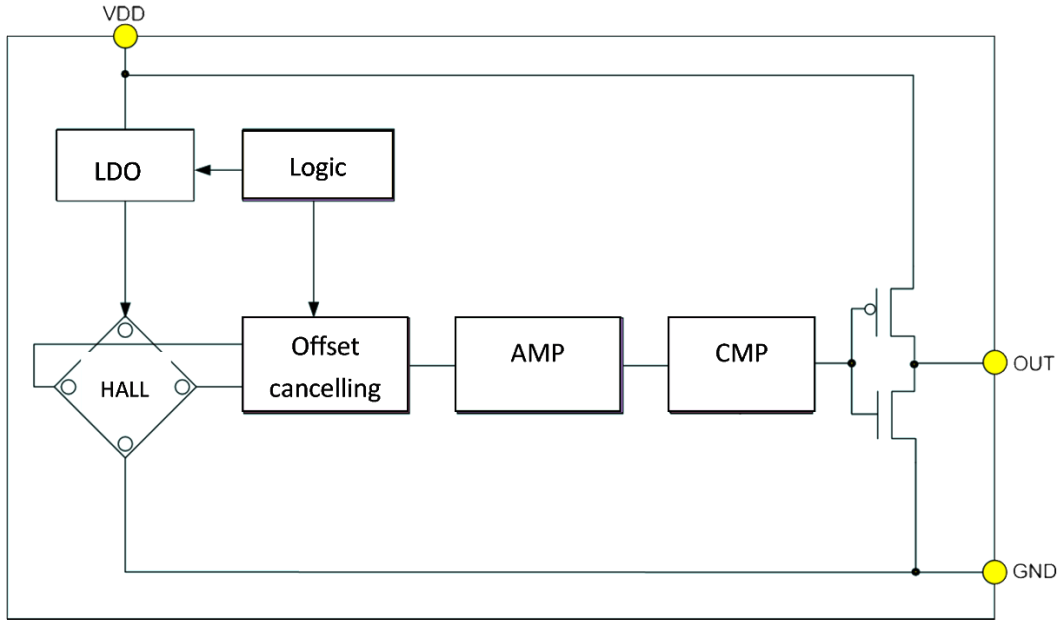 VDD
LDO
Logic
HALL
Offset
cancelling
AMP
CMP
OUT
GND